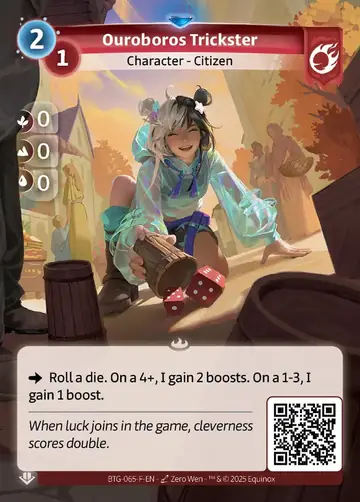 2
Ouroboros Trickster
1
Character - Citizen
0
0
0
Roll a die. On a 4+, I gain 2 boosts. On a 1-3, I
gain 1 boost.
When luck joins in the game, cleverness
scores double.
BTG-065-F-EN - Zero Wen - ™ & © 2025 Equinox